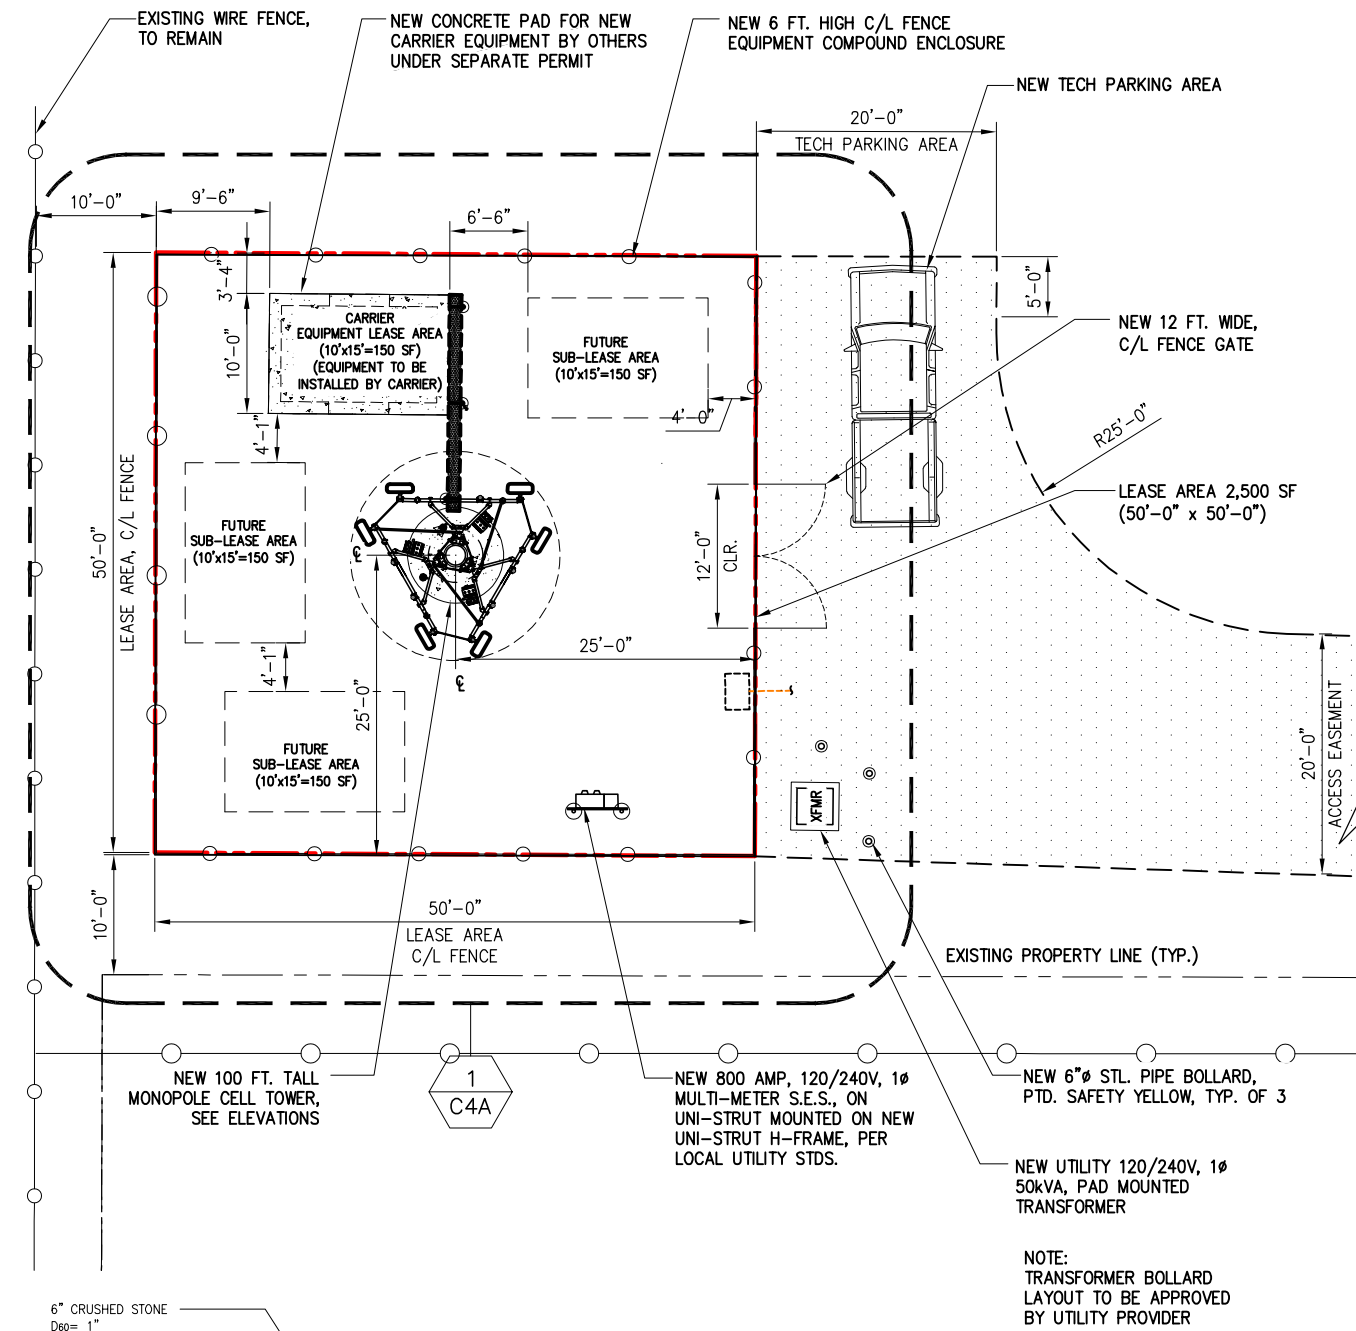 EXISTING WIRE FENCE,
TO REMAIN
NEW CONCRETE PAD FOR NEW
CARRIER EQUIPMENT BY OTHERS
UNDER SEPARATE PERMIT
NEW 6 FT. HIGH C/L FENCE
EQUIPMENT COMPOUND ENCLOSURE
NEW TECH PARKING AREA
20'-0"
TECH PARKING AREA
10'-0"
9'-6"
6'-6"
3'-4"
10'-0"
5'-0"
CARRIER
EQUIPMENT LEASE AREA
(10'x15'=150 SF)
(EQUIPMENT TO BE
INSTALLED BY CARRIER)
FUTURE
SUB-LEASE AREA
(10'x15'=150 SF)
NEW 12 FT. WIDE,
C/L FENCE GATE
4'-0"
4'-1"
R25'-0"
LEASE AREA 2,500 SF
(50'-0" x 50'-0")
50'-0"
LEASE AREA, C/L FENCE
FUTURE
SUB-LEASE AREA
(10'x15'=150 SF)
12'-0"
CLR.
℄
25'-0"
℄
4'-1"
25'-0"
FUTURE
SUB-LEASE AREA
(10'x15'=150 SF)
XFMR
20'-0"
ACCESS EASEMENT
10'-0"
50'-0"
LEASE AREA
C/L FENCE
EXISTING PROPERTY LINE (TYP.)
NEW 100 FT. TALL
MONOPOLE CELL TOWER,
SEE ELEVATIONS
1
C4A
NEW 800 AMP, 120/240V, 1ø
MULTI-METER S.E.S., ON
UNI-STRUT MOUNTED ON NEW
UNI-STRUT H-FRAME, PER
LOCAL UTILITY STDS.
NEW 6"ø STL. PIPE BOLLARD,
PTD. SAFETY YELLOW, TYP. OF 3
NEW UTILITY 120/240V, 1ø
50kVA, PAD MOUNTED
TRANSFORMER
NOTE:
TRANSFORMER BOLLARD
LAYOUT TO BE APPROVED
BY UTILITY PROVIDER
6" CRUSHED STONE
D60= 1"